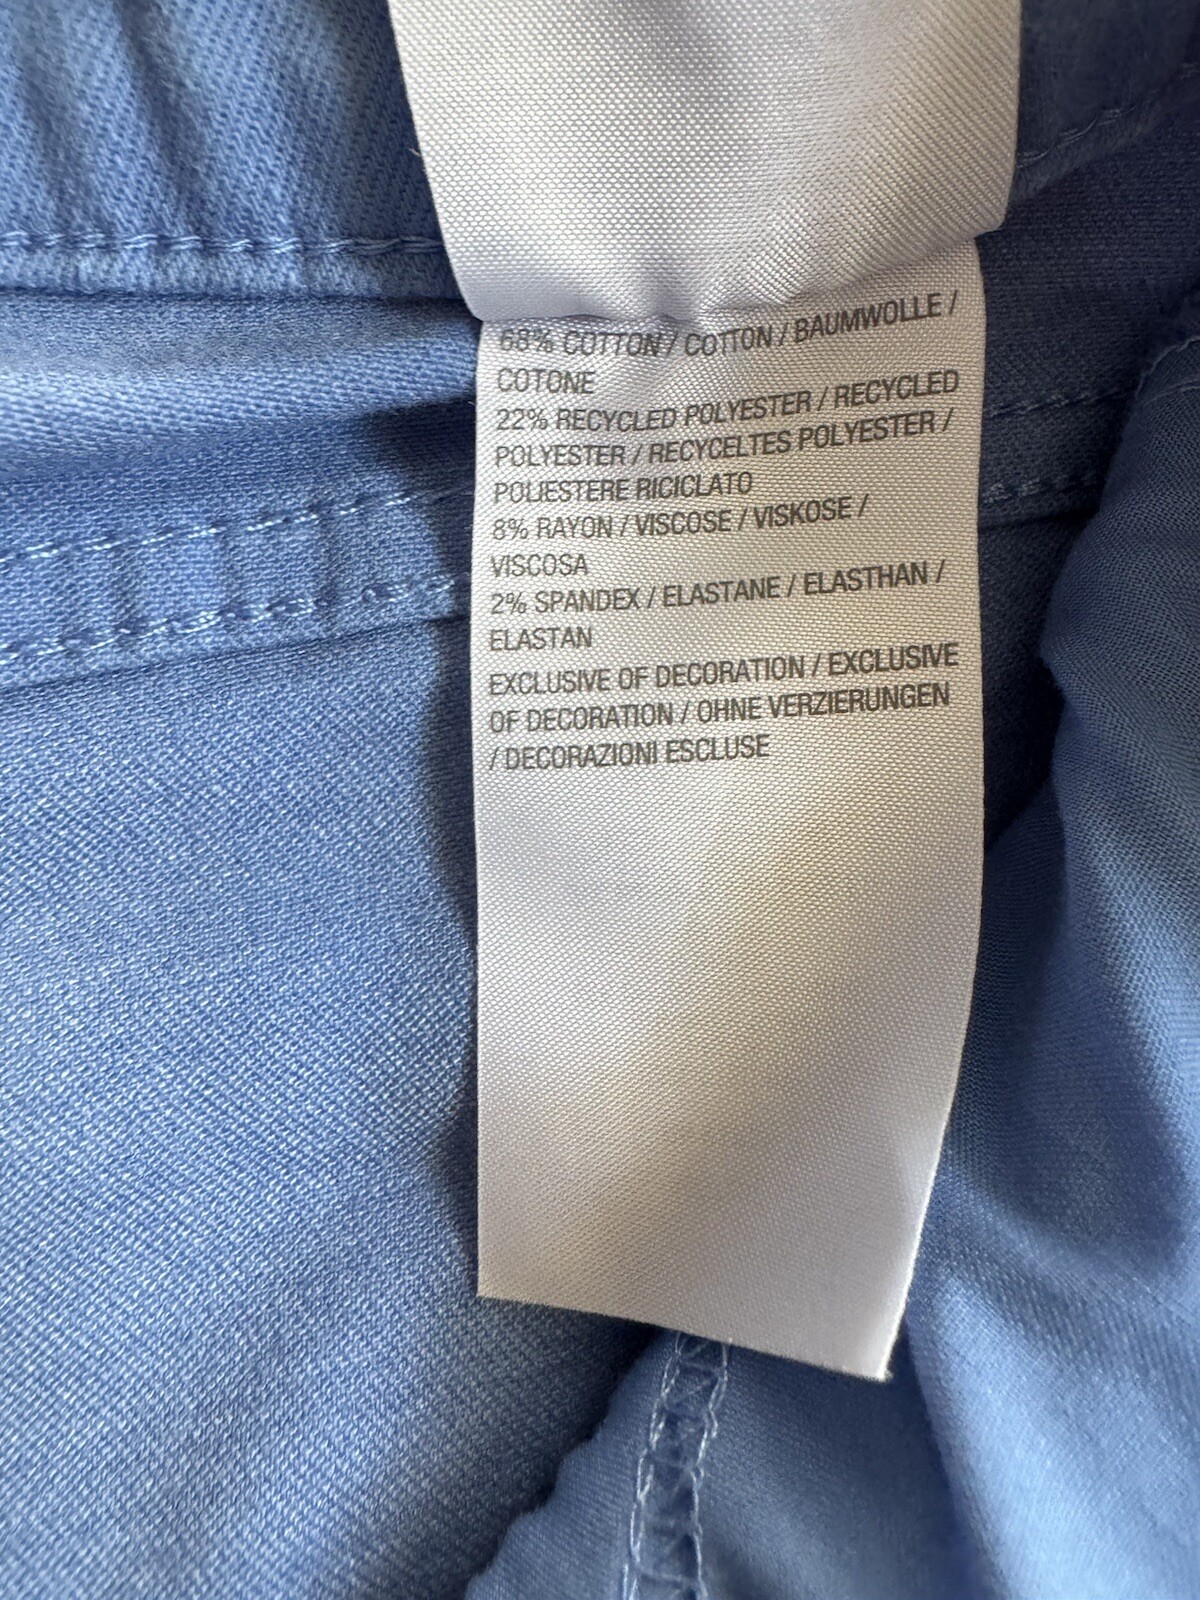 68% COTTON / COTTON / BAUMWOLLE /
COTONE
22% RECYCLED POLYESTER / RECYCLED
POLYESTER / RECYCELTES POLYESTER /
POLIESTERE RICICLATO
8% RAYON / VISCOSE / VISKOSE /
VISCOSA
2% SPANDEX / ELASTANE / ELASTHAN /
ELASTAN
EXCLUSIVE OF DECORATION / EXCLUSIVE
OF DECORATION / OHNE VERZIERUNGEN
/ DECORAZIONI ESCLUSE